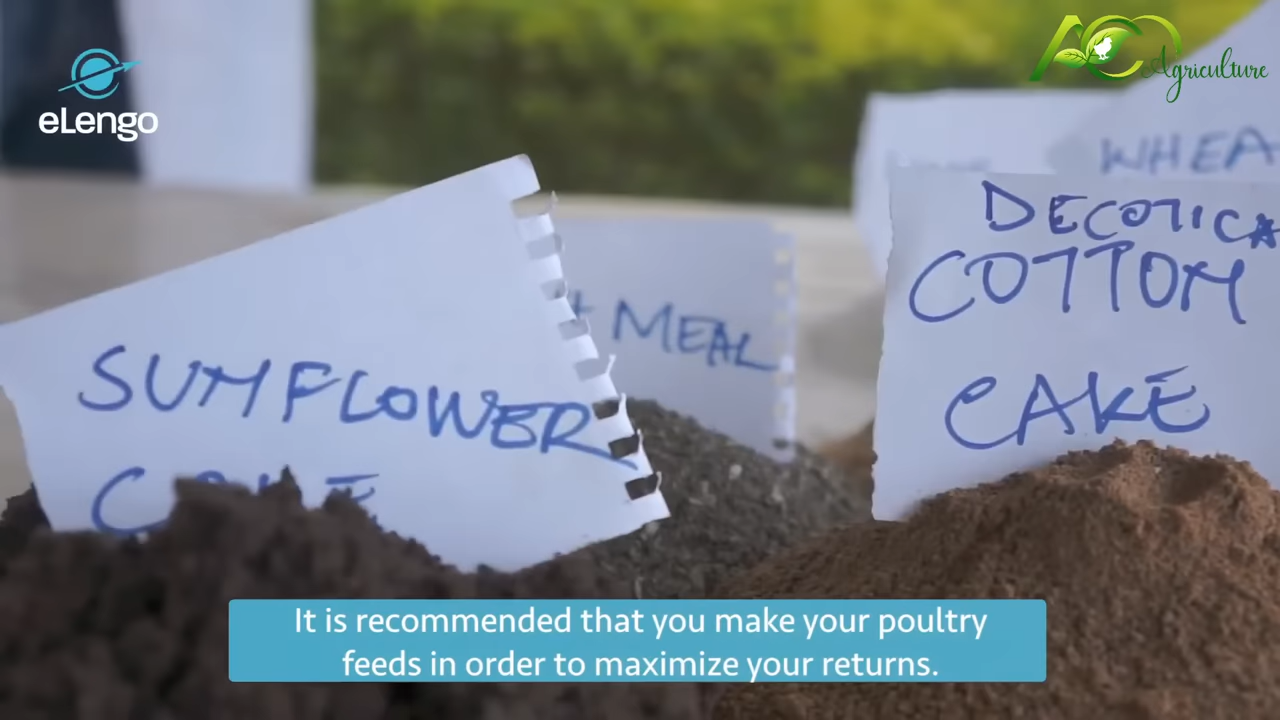 eLengo
Agriculture
WHEA
DECOTICA
COTTOM
CAKE
MEAL
SUMFLOWER
It is recommended that you make your poultry
feeds in order to maximize your returns.